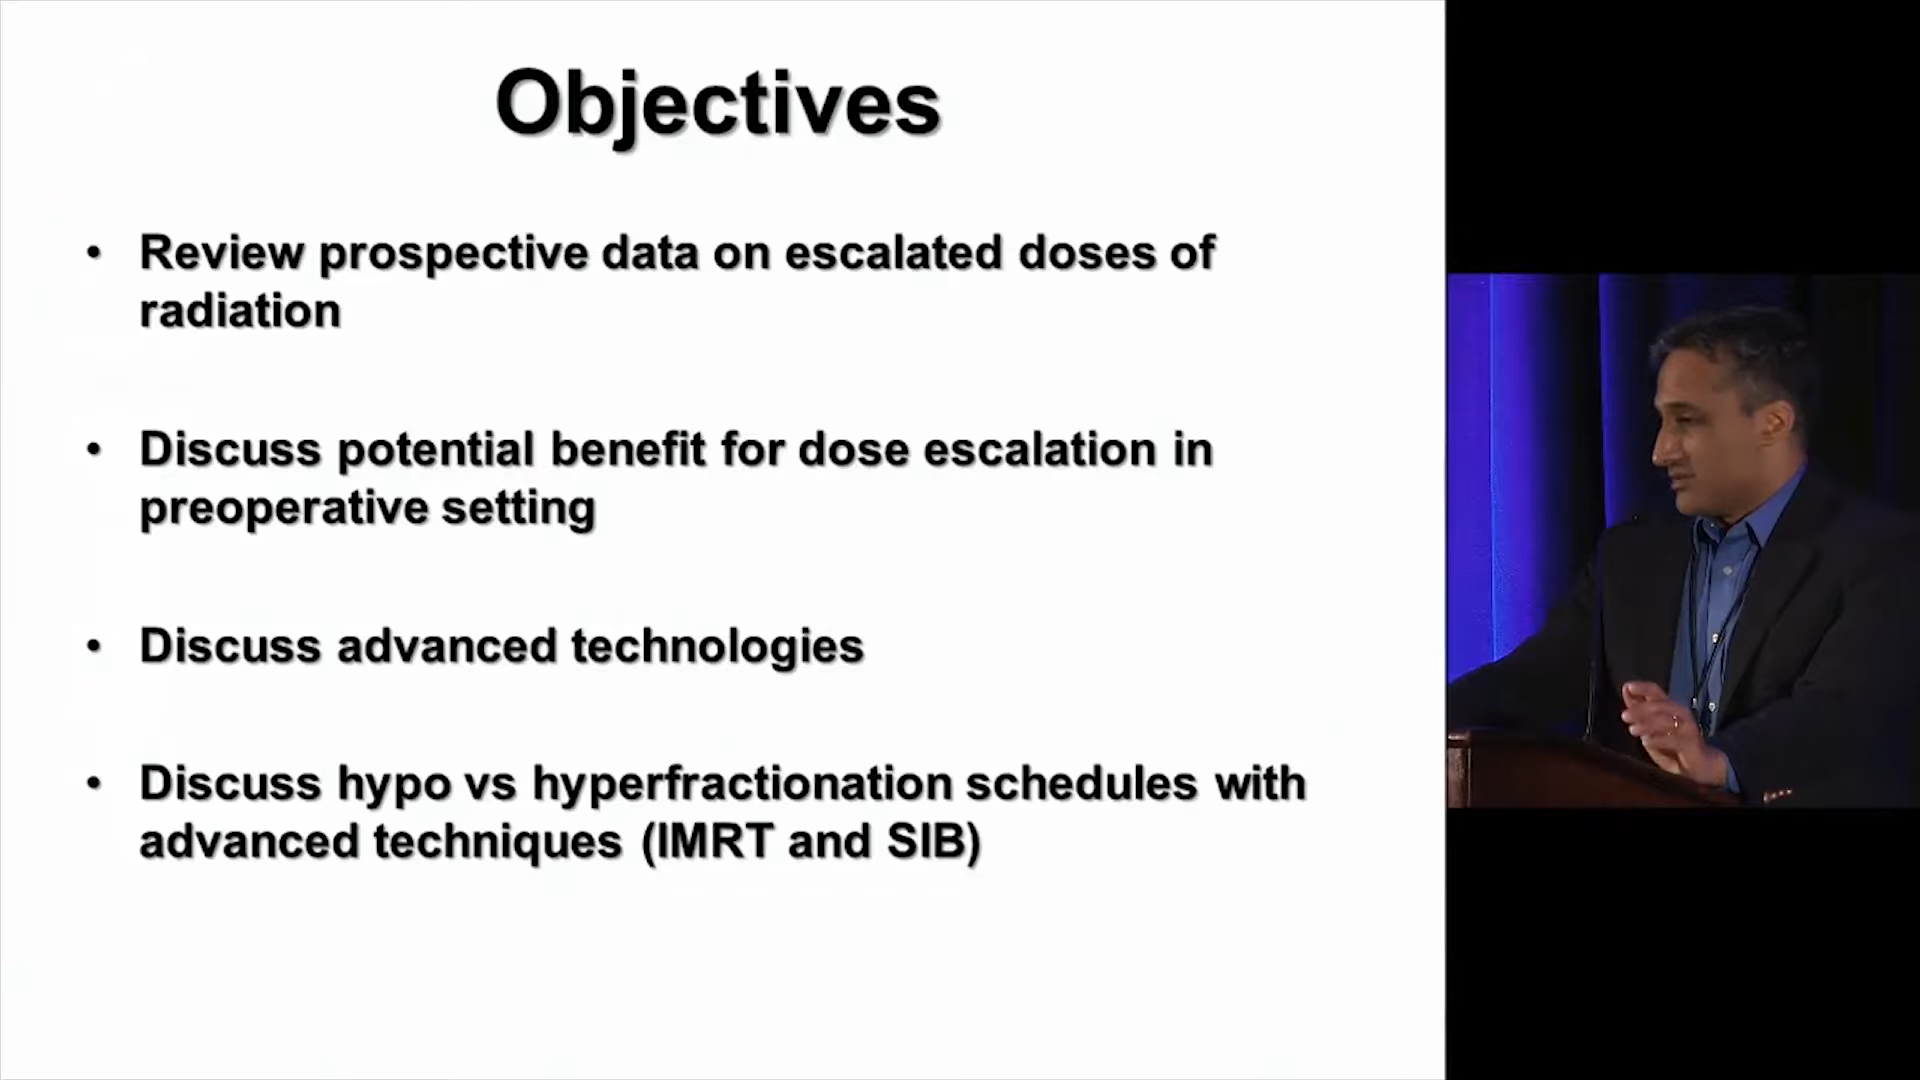 Objectives
• Review prospective data on escalated doses of
radiation
• Discuss potential benefit for dose escalation in
preoperative setting
• Discuss advanced technologies
• Discuss hypo vs hyperfractionation schedules with
advanced techniques (IMRT and SIB)